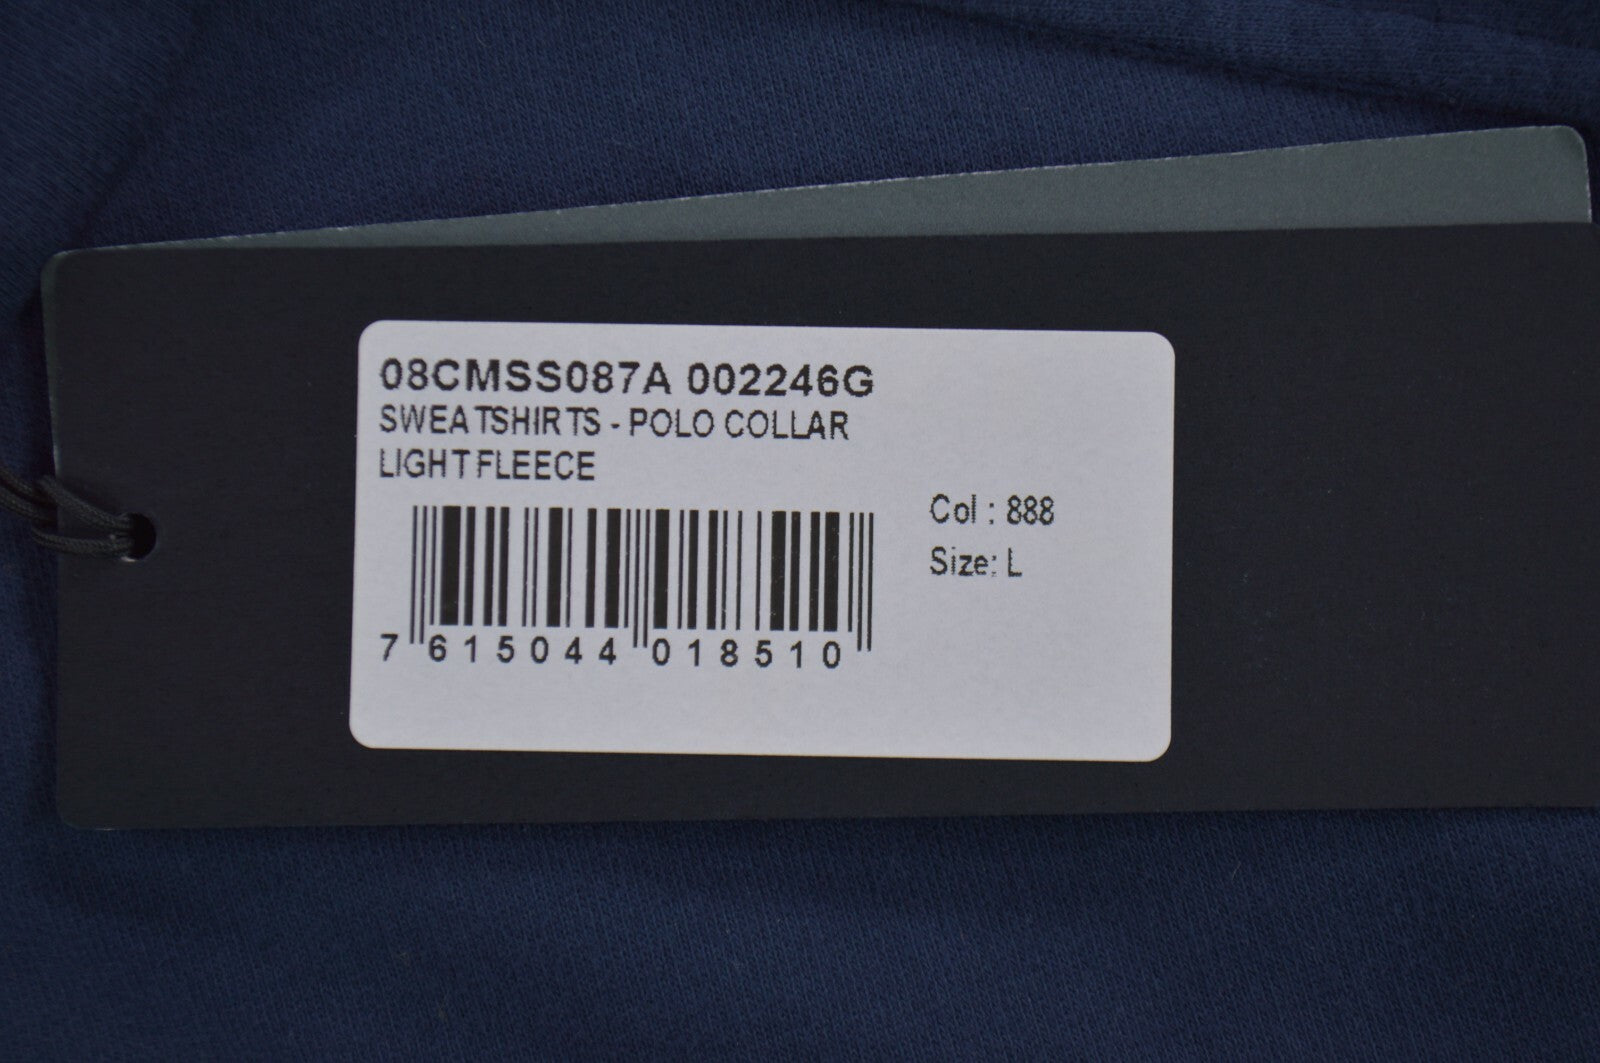 08CMSS087A 002246G
SWEATSHIRTS - POLO COLLAR
LIGHT FLEECE
Col : 888
Size: L
7 615044 018510